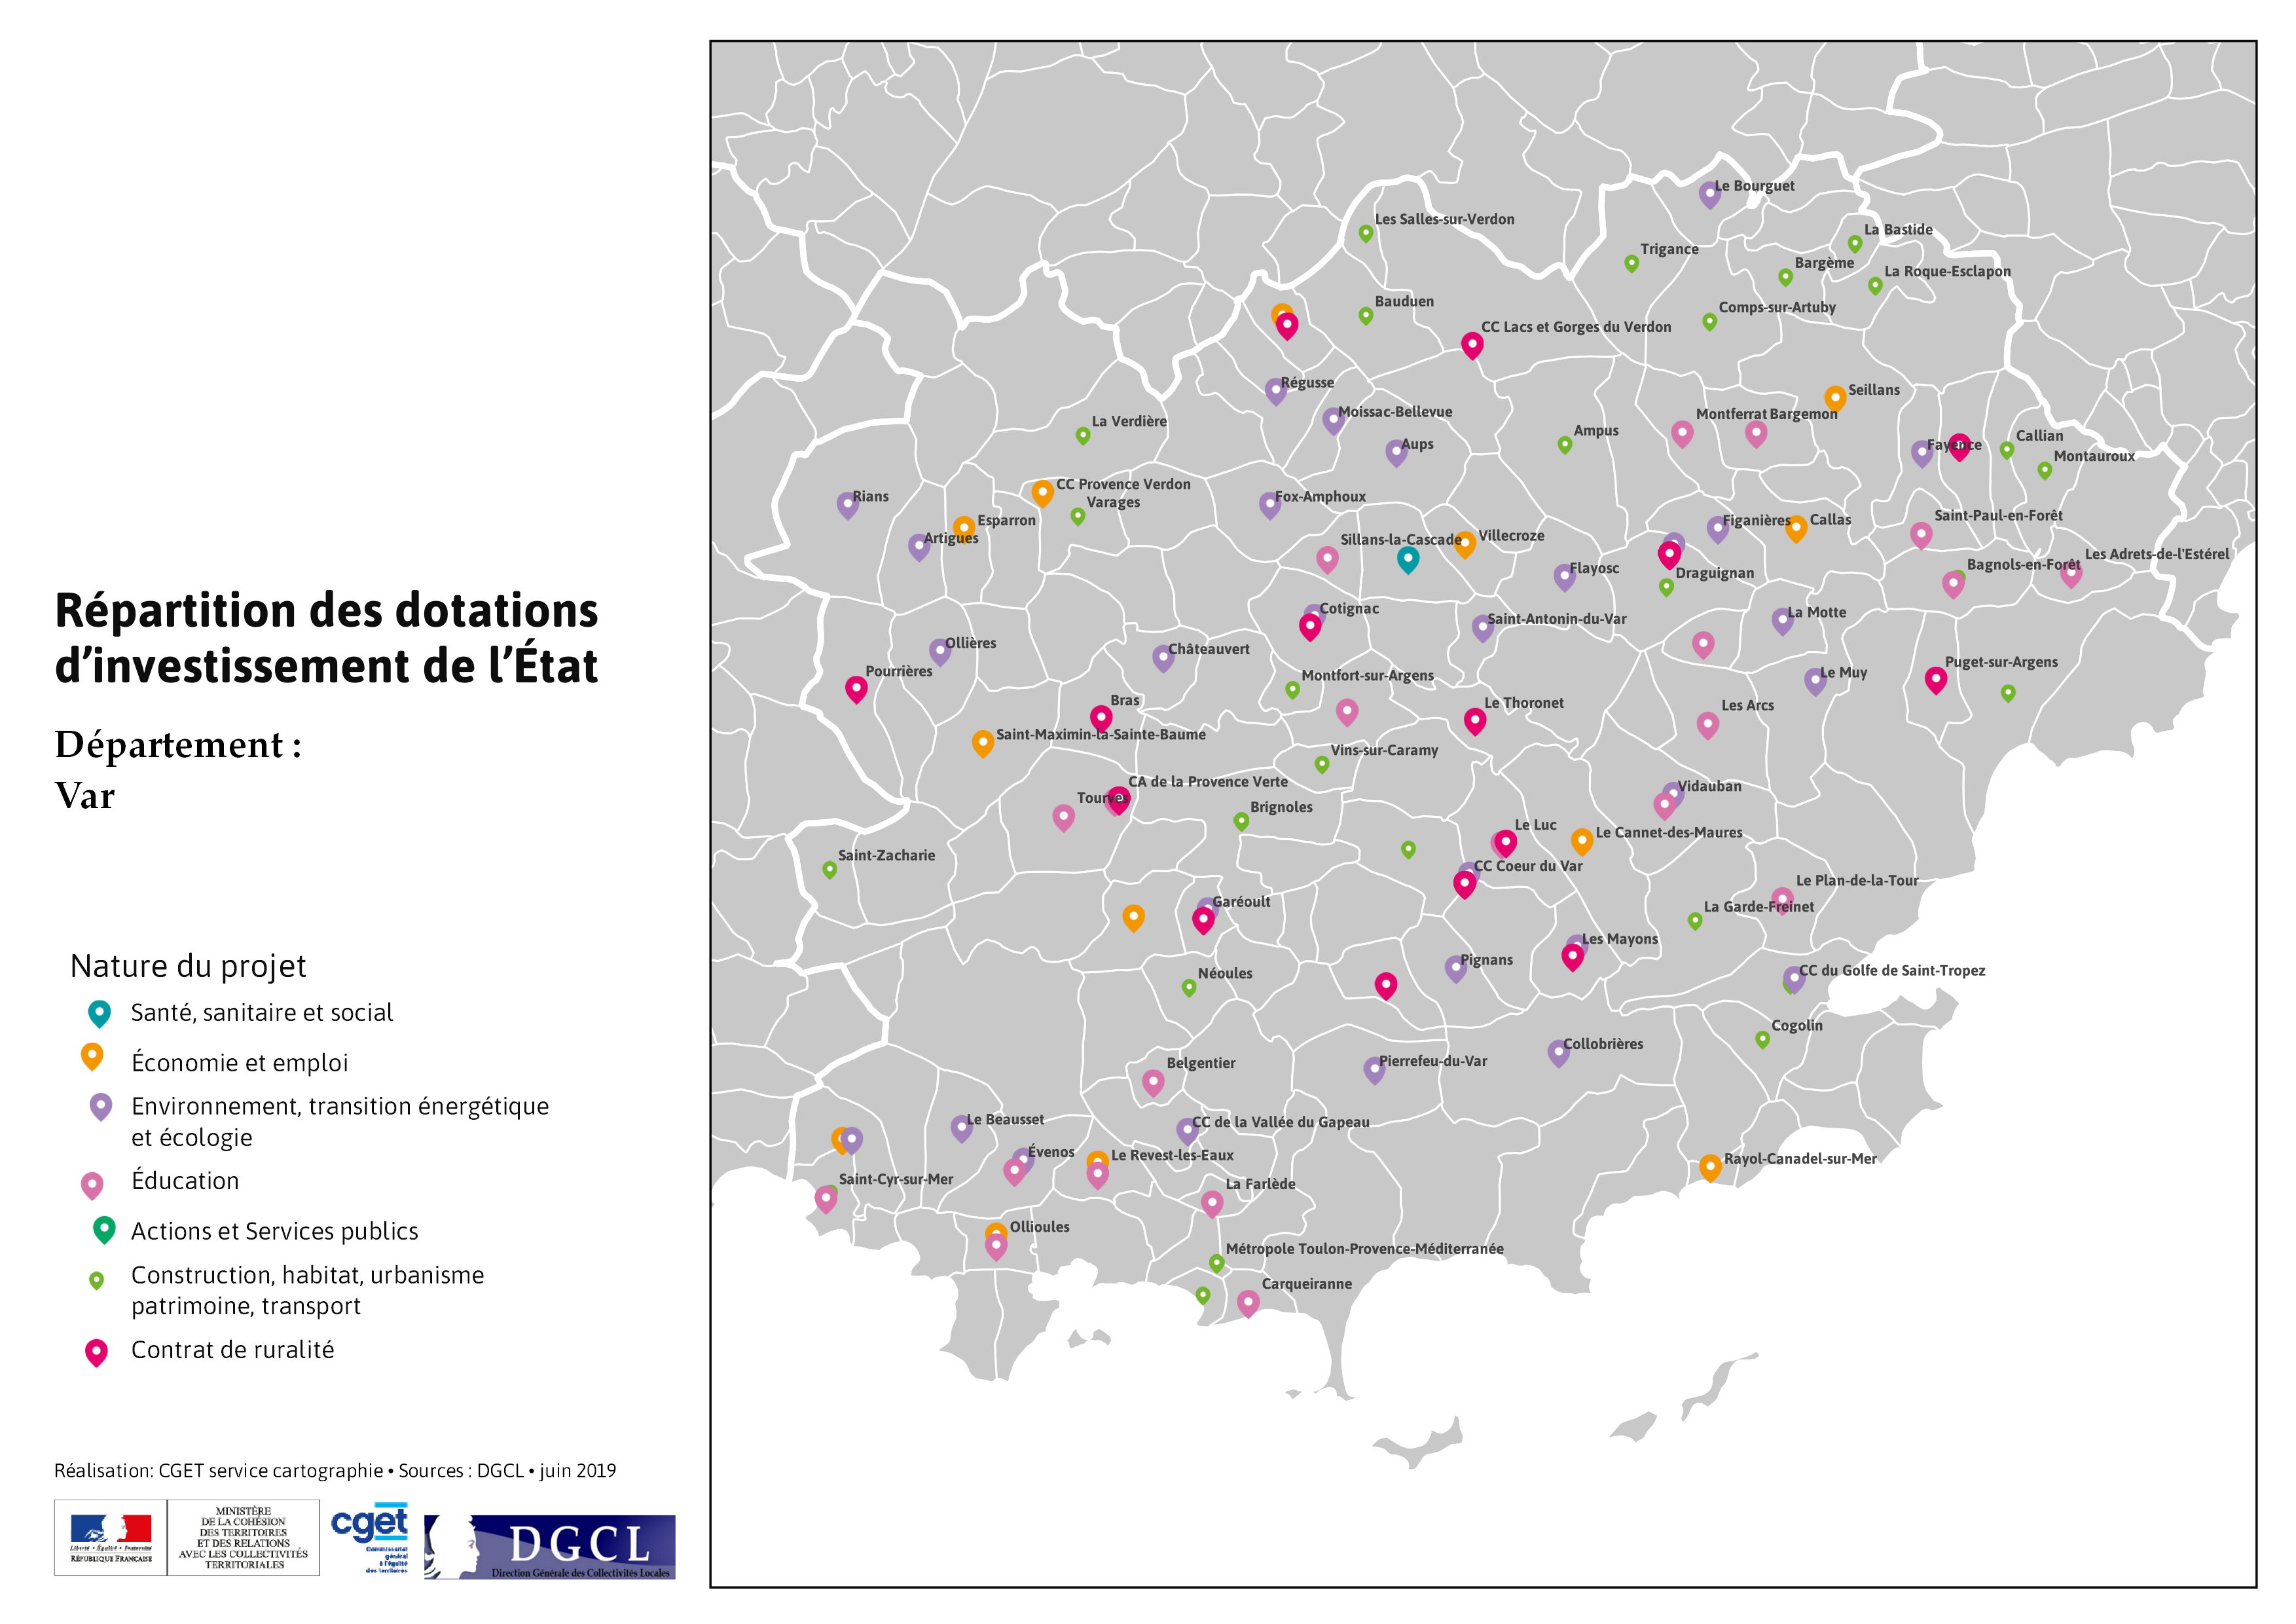 Répartition des dotations
d’investissement de l’État
Département :
Var
Nature du projet
Santé, sanitaire et social
Économie et emploi
Environnement, transition énergétique
et écologie
Éducation
Actions et Services publics
Construction, habitat, urbanisme
patrimoine, transport
Contrat de ruralité
Réalisation: CGET service cartographie • Sources : DGCL • juin 2019
Liberté • Égalité • Fraternité
RÉPUBLIQUE FRANÇAISE
MINISTÈRE
DE LA COHÉSION
DES TERRITOIRES
ET DES RELATIONS
AVEC LES COLLECTIVITÉS
TERRITORIALES
cget
Commissariat
général
à l'égalité
des territoires
DGCL
Direction Générale des Collectivités Locales
Le Bourguet
Les Salles-sur-Verdon
La Bastide
Trigance
Bargème
La Roque-Esclapon
Bauduen
Comps-sur-Artuby
CC Lacs et Gorges du Verdon
Régusse
Seillans
Moissac-Bellevue
Montferrat
Bargemon
La Verdière
Ampus
Aups
Fayence
Callian
Montauroux
CC Provence Verdon
Rians
Varages
Fox-Amphoux
Saint-Paul-en-Forêt
Esparron
Figanières
Callas
Artigues
Sillans-la-Cascade
Villecroze
Les Adrets-de-l'Estérel
Flayosc
Draguignan
Bagnols-en-Forêt
Cotignac
Saint-Antonin-du-Var
La Motte
Ollières
Châteauvert
Pourrières
Montfort-sur-Argens
Le Muy
Puget-sur-Argens
Bras
Le Thoronet
Les Arcs
Saint-Maximin-la-Sainte-Baume
Vins-sur-Caramy
CA de la Provence Verte
Tourves
Brignoles
Vidauban
Le Luc
Le Cannet-des-Maures
Saint-Zacharie
CC Coeur du Var
Le Plan-de-la-Tour
Garéoult
La Garde-Freinet
Les Mayons
Néoules
Pignans
CC du Golfe de Saint-Tropez
Cogolin
Belgentier
Pierrefeu-du-Var
Collobrières
Le Beausset
CC de la Vallée du Gapeau
Évenos
Le Revest-les-Eaux
Rayol-Canadel-sur-Mer
Saint-Cyr-sur-Mer
La Farlède
Ollioules
Métropole Toulon-Provence-Méditerranée
Carqueiranne